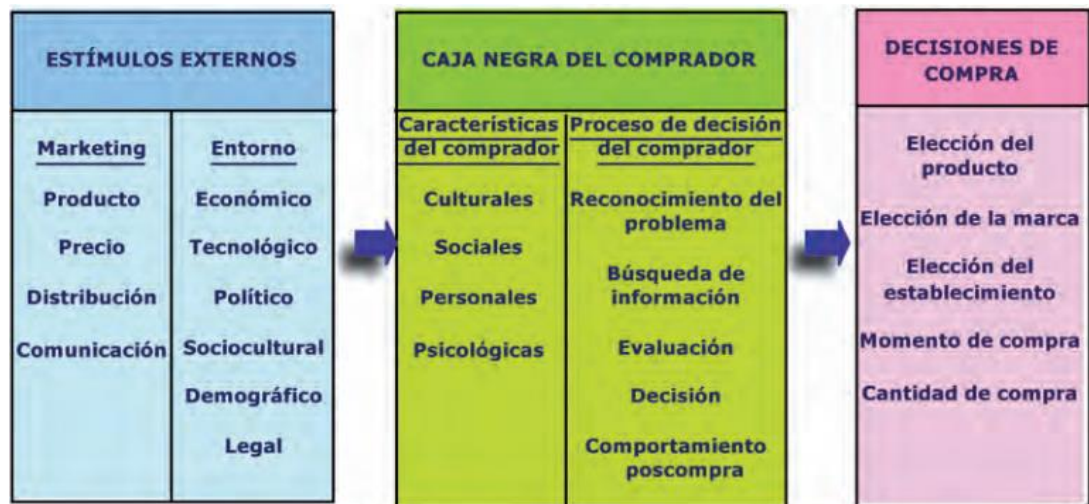 ESTÍMULOS EXTERNOS
Marketing
Producto
Precio
Distribución
Comunicación
Entorno
Económico
Tecnológico
Político
Sociocultural
Demográfico
Legal
CAJA NEGRA DEL COMPRADOR
Características
del comprador
Culturales
Sociales
Personales
Psicológicas
Proceso de decisión
del comprador
Reconocimiento del
problema
Búsqueda de
información
Evaluación
Decisión
Comportamiento
poscompra
DECISIONES DE
COMPRA
Elección del
producto
Elección de la marca
Elección del
establecimiento
Momento de compra
Cantidad de compra